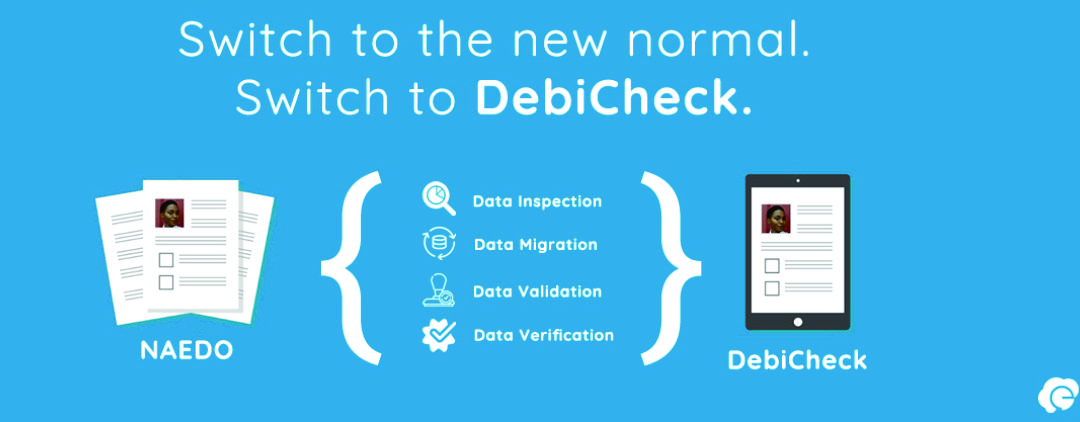 Switch to the new normal.
Switch to DebiCheck.
NAEDO
Data Inspection
Data Migration
Data Validation
Data Verification
DebiCheck